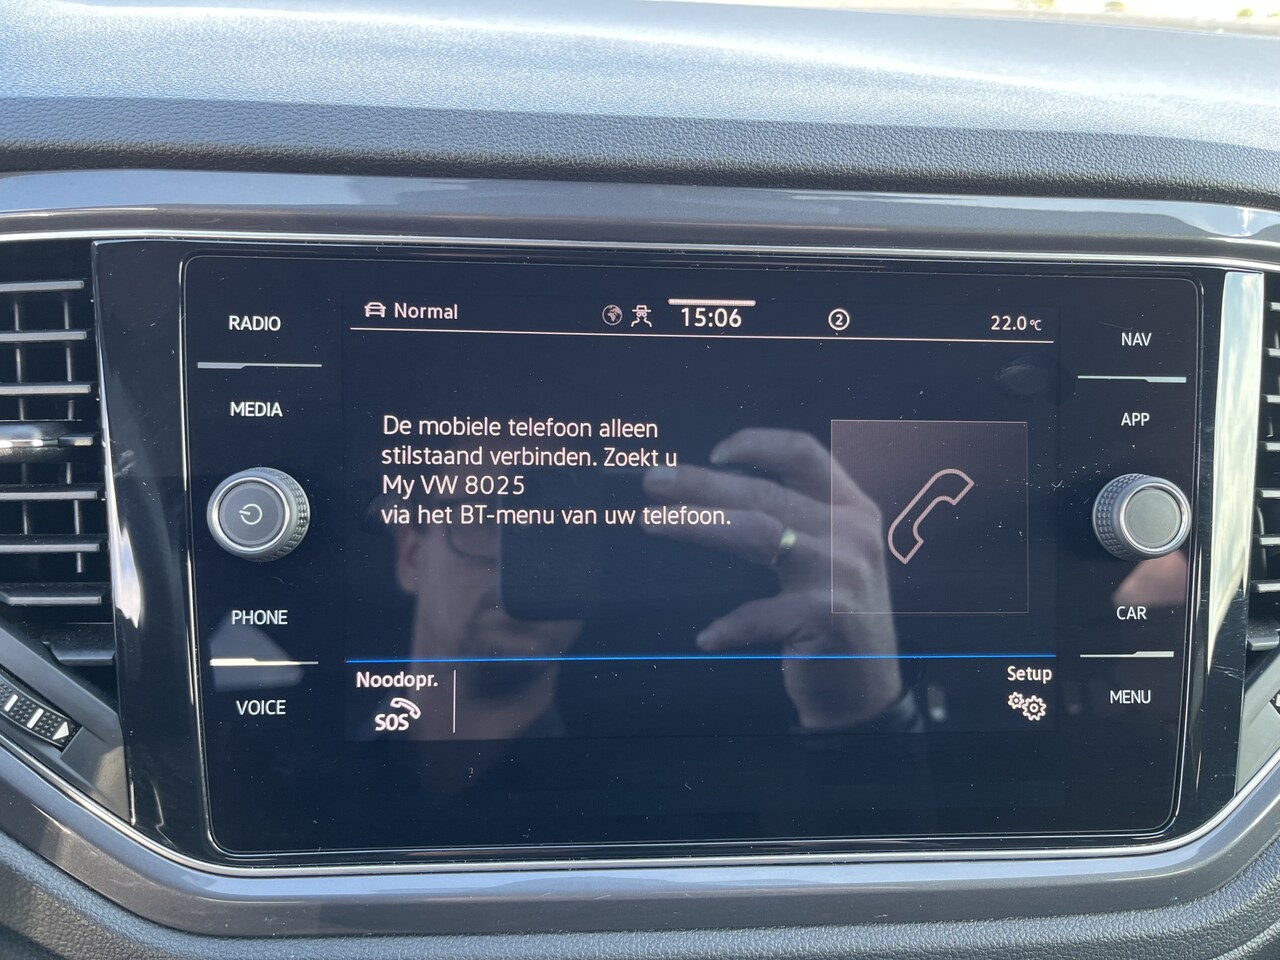 RADIO
MEDIA
PHONE
VOICE
Normal
15:06
2
22.0°C
De mobiele telefoon alleen
stilstaand verbinden. Zoekt u
My VW 8025
via het BT-menu van uw telefoon.
Noodopr.
SOS
Setup
NAV
APP
CAR
MENU